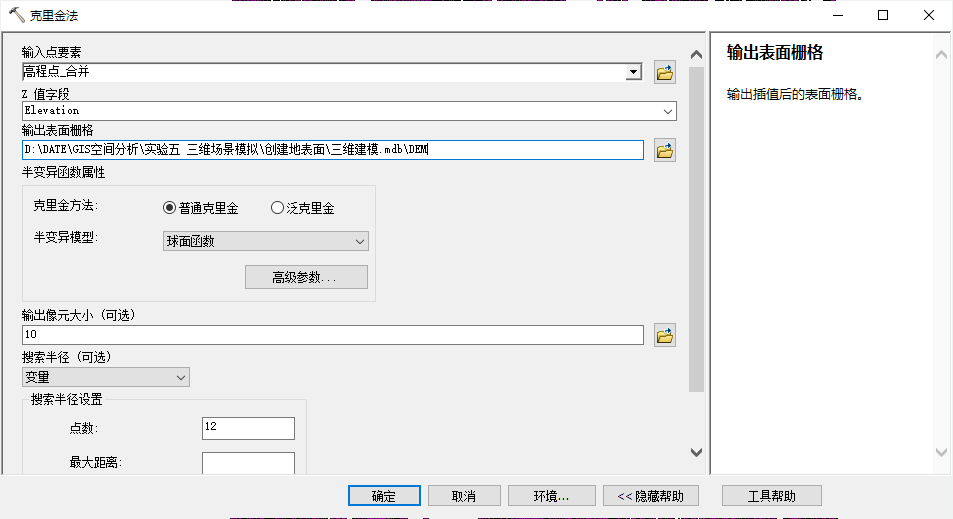 克里金法
输入点要素
高程点_合并
Z 值字段
Elevation
输出表面栅格
D:\DATE\GIS空间分析\实验五 三维场景模拟\创建地表面\三维建模.mdb\DEM
半变异函数属性
克里金方法:
普通克里金
泛克里金
半变异模型:
球面函数
高级参数...
输出像元大小 (可选)
10
搜索半径 (可选)
变量
搜索半径设置
点数:
12
最大距离:
确定
取消
环境...
<< 隐藏帮助
输出表面栅格
输出插值后的表面栅格。
工具帮助